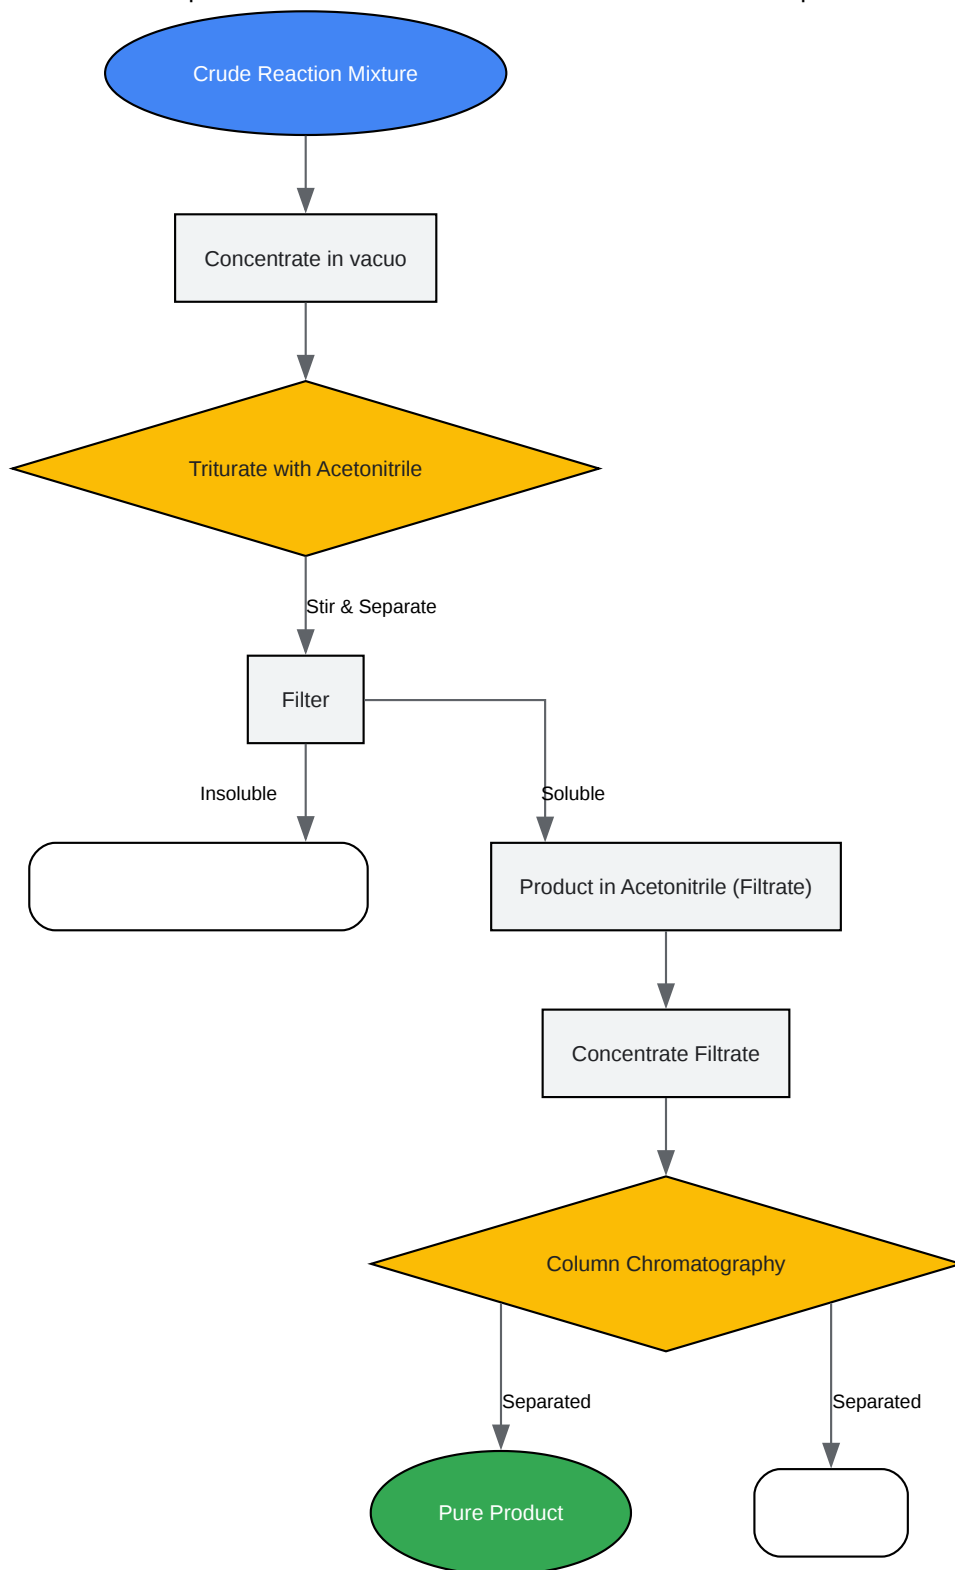 Crude Reaction Mixture
Concentrate in vacuo
Triturate with Acetonitrile
Stir & Separate
Filter
Insoluble
Soluble
Product in Acetonitrile (Filtrate)
Concentrate Filtrate
Column Chromatography
Separated
Separated
Pure Product